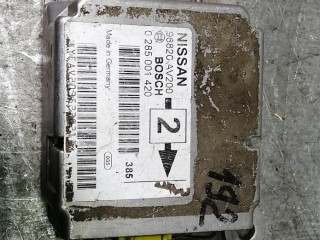 NISSAN
98820-AV200
BOSCH
0 285 001 420
2
385
Made in Germany
192